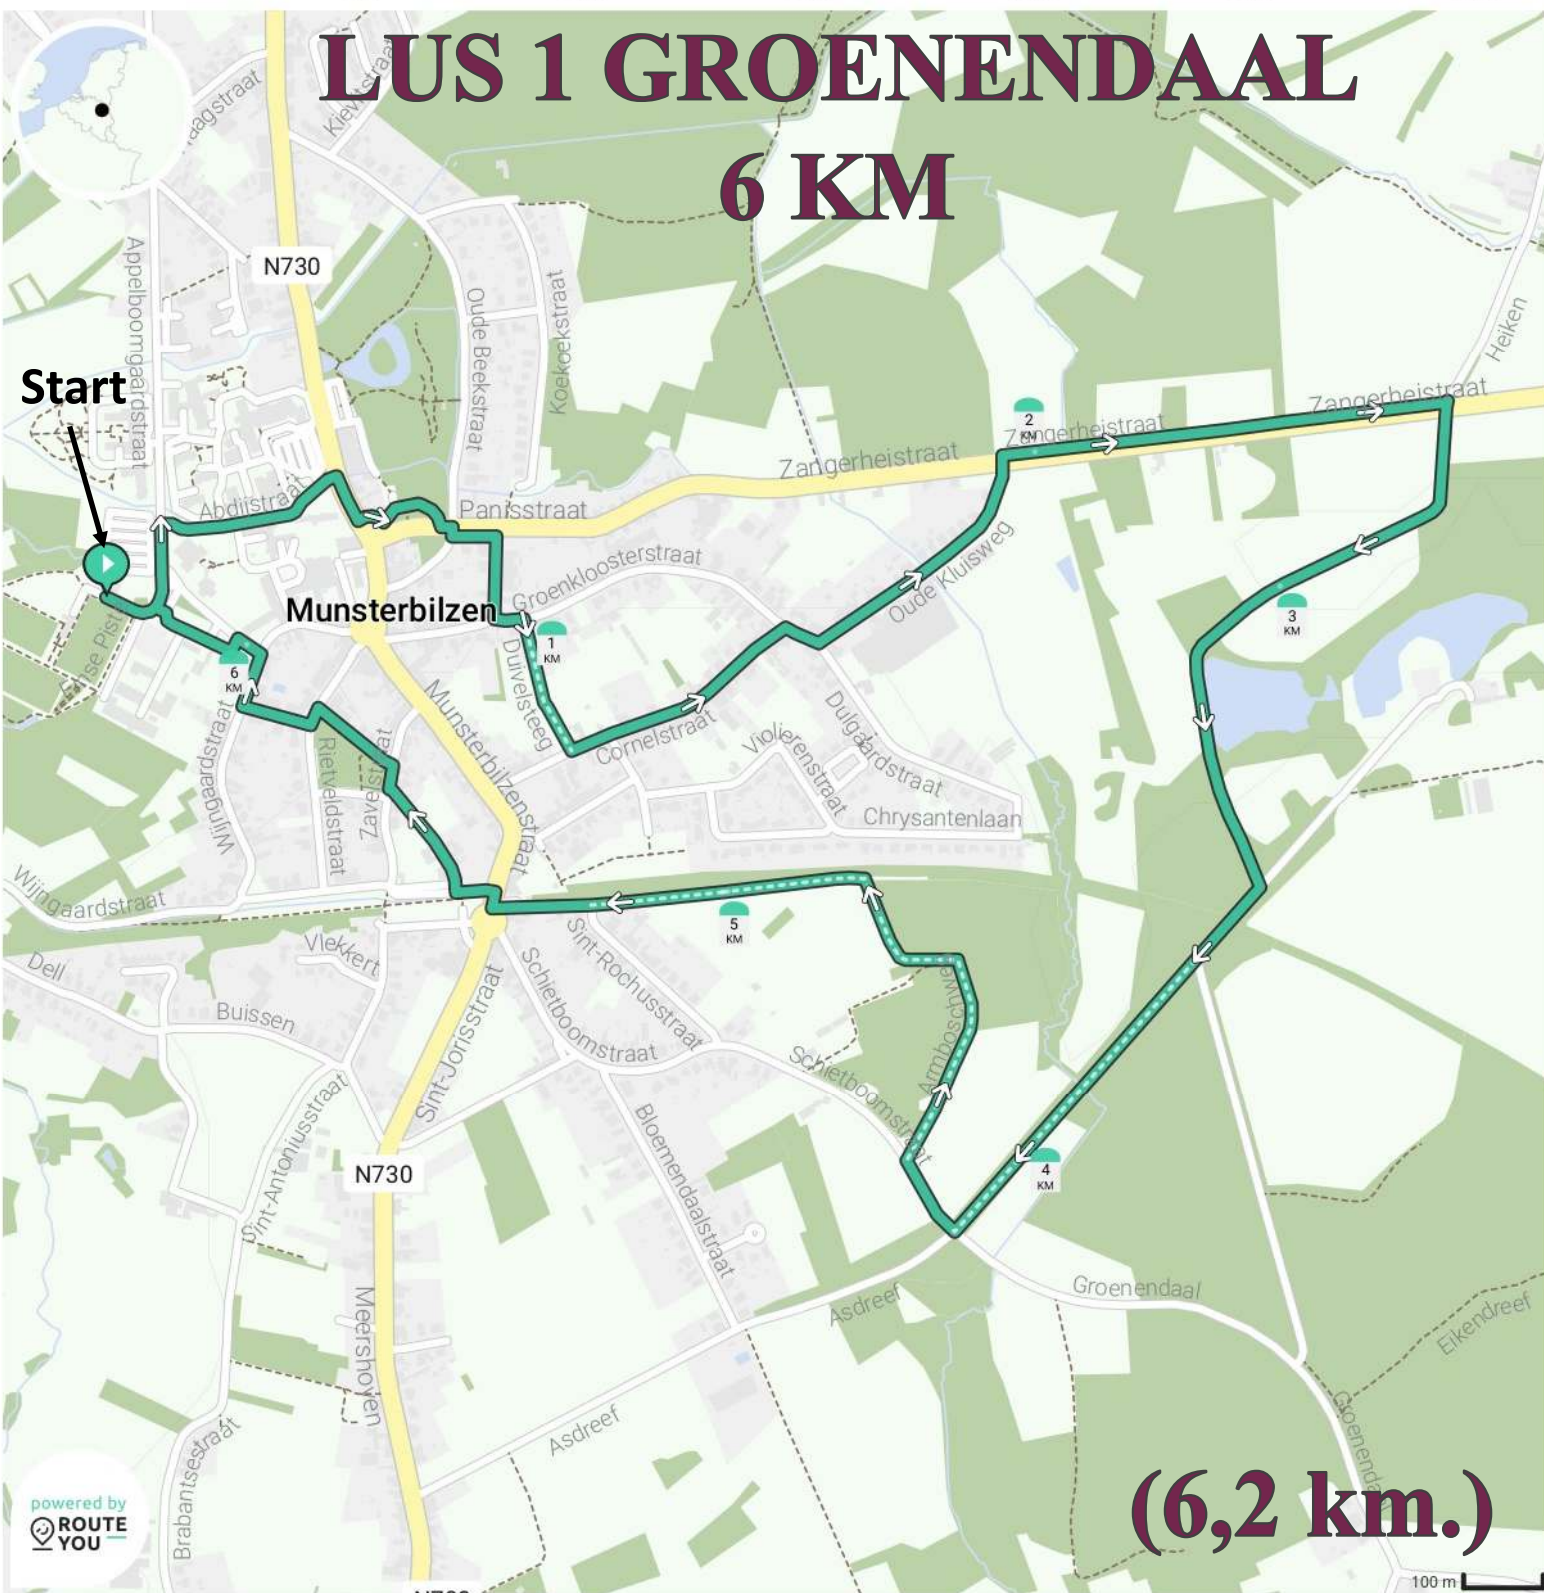 LUS 1 GROENENDAAL
6 KM
Kievitstraat
N730
Appelboomgaardstraat
Oude Beekstraat
Koekoekstraat
Heiken
Start
Zangerheistraat
Zangerheistraat
Zangerheistraat
2
KM
Abdijstraat
Panisstraat
Groenkloosterstraat
Oude Kluisweg
Munsterbilzen
1
KM
3
KM
6
KM
Duivelsteeg
Munsterbilzenstraat
Cornelstraat
Violierenstraat
Dulgaardstraat
Chrysantenlaan
Wijngaardstraat
Rietveldstraat
Zavelstraat
Wijngaardstraat
5
KM
Vlekkert
Dell
Buissen
Sint-Jorisstraat
Schietboomstraat
Sint-Rochusstraat
Schietboomstraat
4
KM
N730
Sint-Antoniusstraat
Bloemendaalstraat
Groenendaal
Asdreef
Eikendreef
Meershoven
Asdreef
Groenendaal
Brabantsestraat
powered by
ROUTE
YOU
(6,2 km.)
100 m